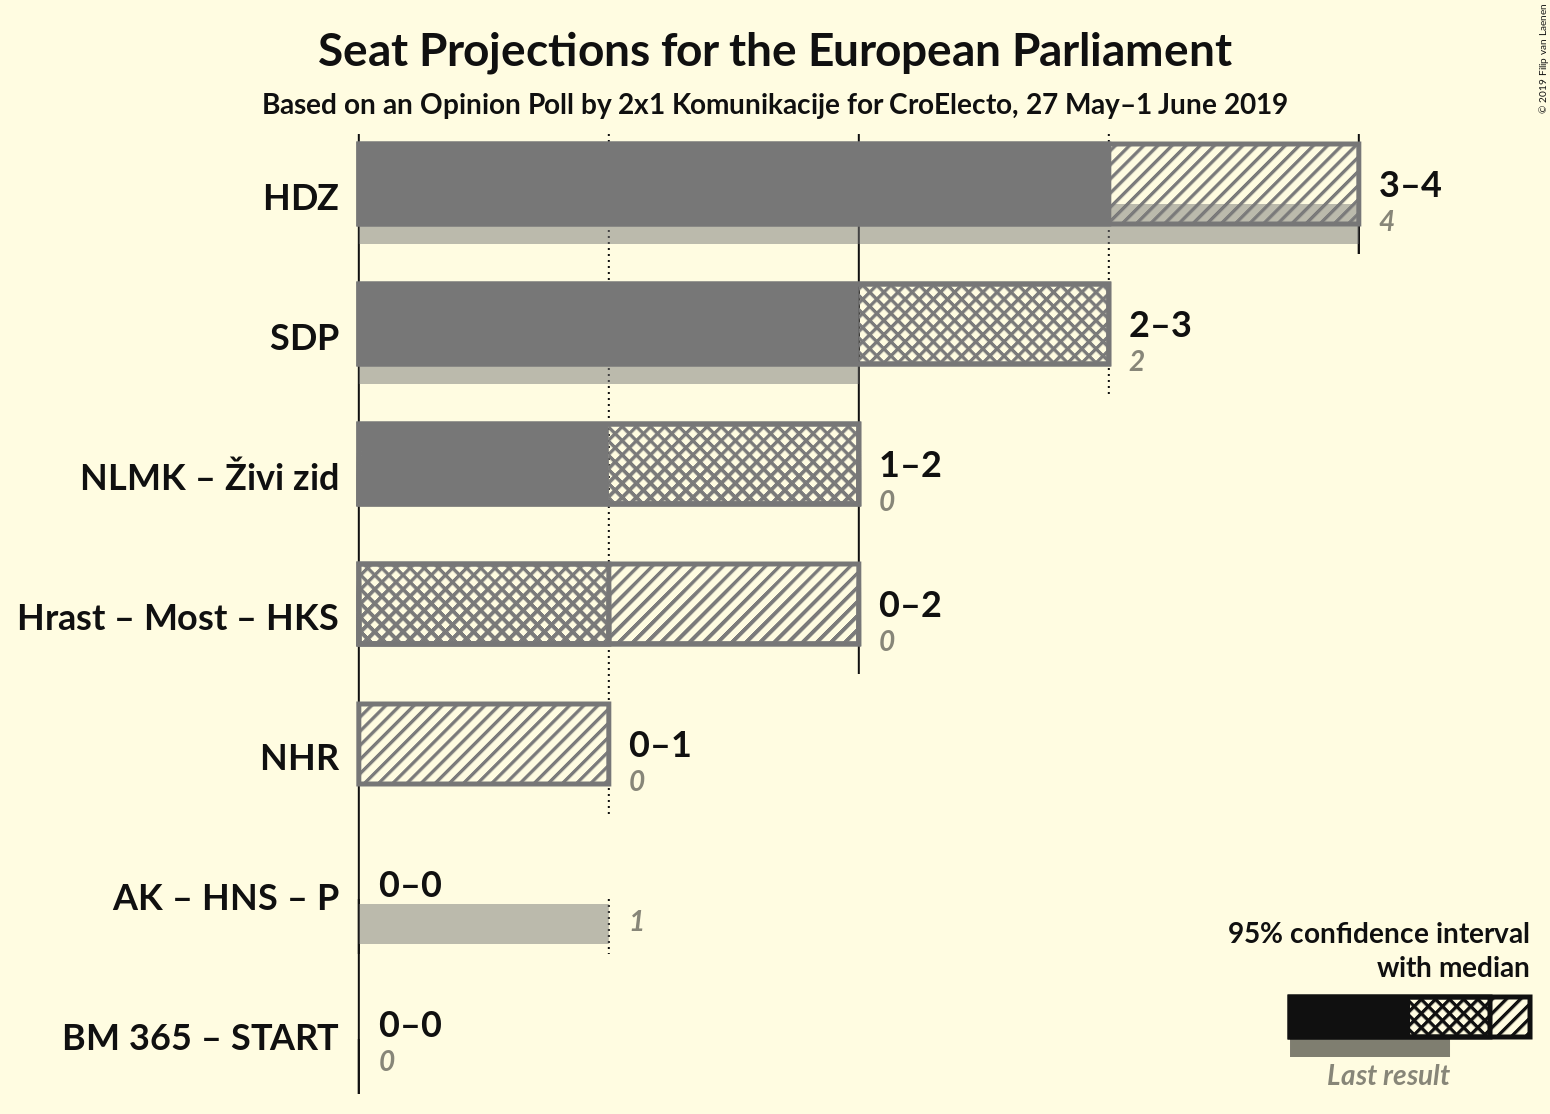 Seat Projections for the European Parliament
Based on an Opinion Poll by 2x1 Komunikacije for CroElecto, 27 May–1 June 2019
© 2019 Filip van Laenen
HDZ
3–4
4
SDP
2–3
2
NLMK – Živi zid
1–2
0
Hrast – Most – HKS
0–2
0
NHR
0–1
0
AK – HNS – P
0–0
1
BM 365 – START
0–0
0
95% confidence interval
with median
Last result